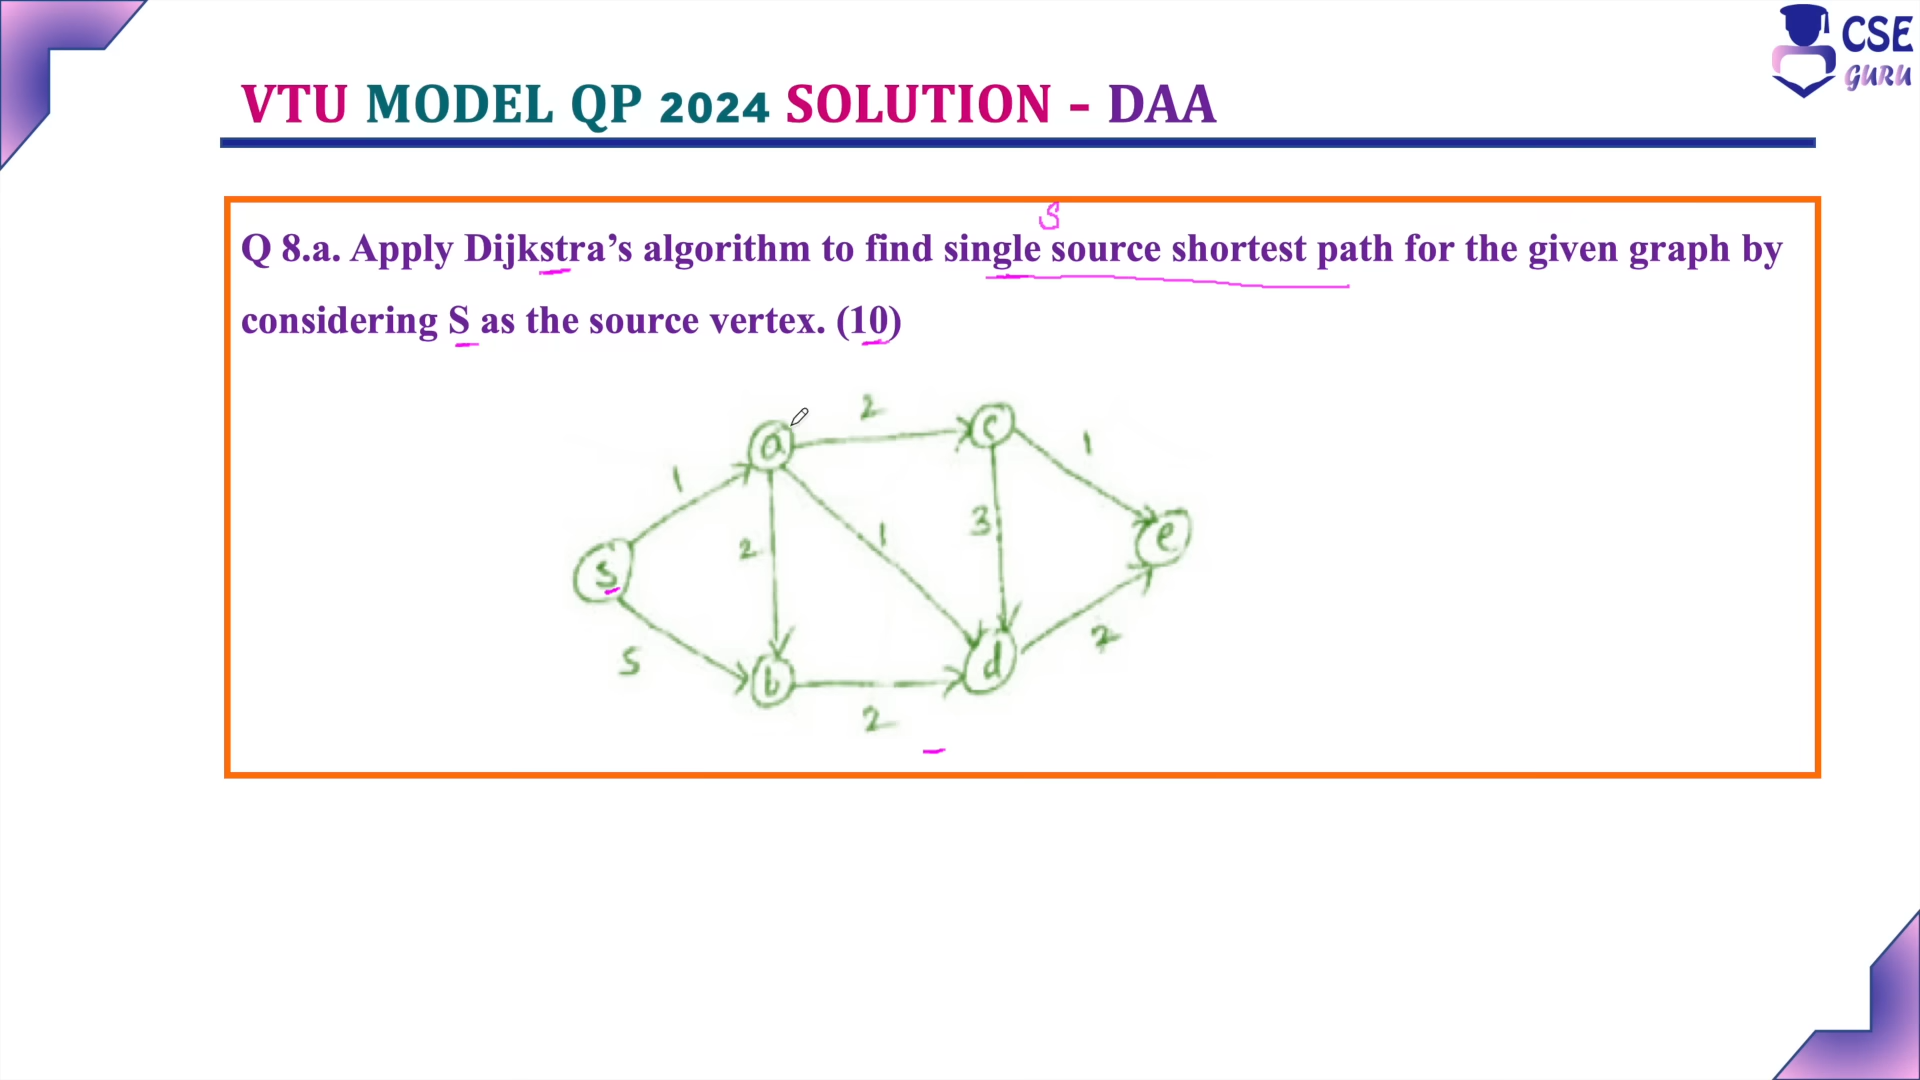 CSE
GURU
VTU MODEL QP 2024 SOLUTION - DAA
S
Q 8.a. Apply Dijkstra’s algorithm to find single source shortest path for the given graph by
considering S as the source vertex. (10)
2
a
c
1
1
2
1
3
e
S
5
2
b
d
2